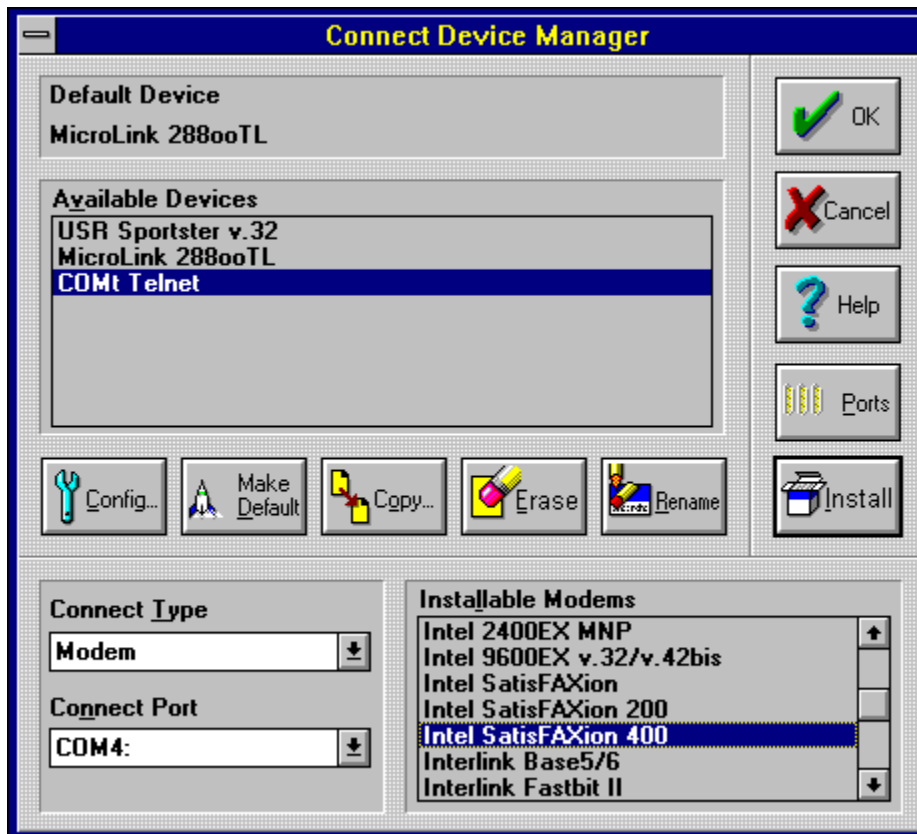 Connect Device Manager
Default Device
MicroLink 288ooTL
OK
Available Devices
USR Sportster v.32
MicroLink 288ooTL
COMt Telnet
Cancel
Help
Ports
Config...
Make
Default
Copy...
Erase
Rename
Install
Connect Type
Modem
Connect Port
COM4:
Installable Modems
Intel 2400EX MNP
Intel 9600EX v.32/v.42bis
Intel SatisFAXion
Intel SatisFAXion 200
Intel SatisFAXion 400
Interlink Base5/6
Interlink Fastbit II